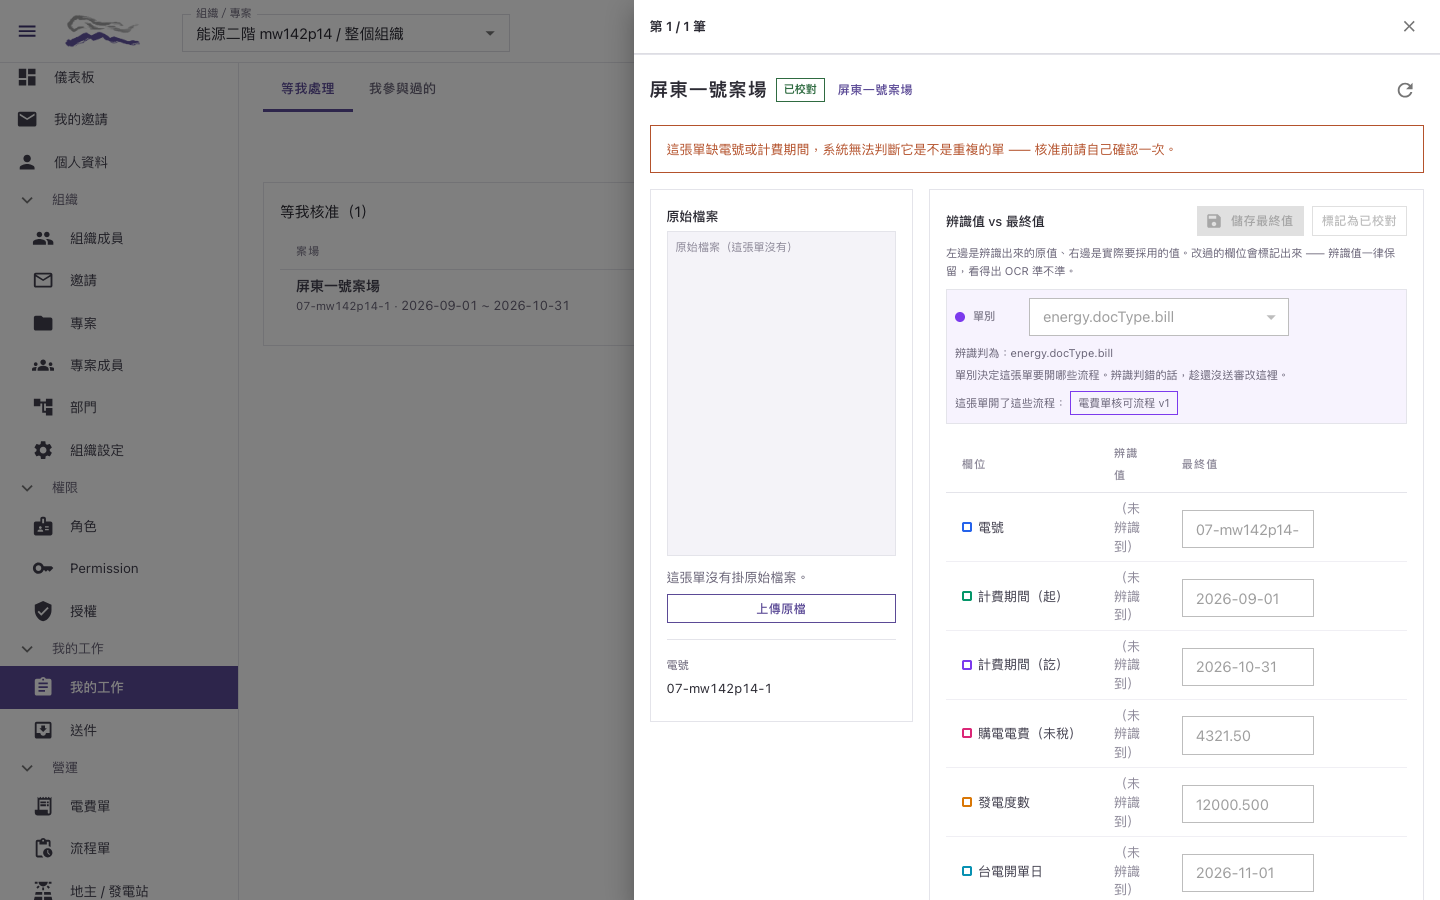 組織 / 專案
能源二階 mw142p14 / 整個組織
儀表板
我的邀請
個人資料
組織
組織成員
邀請
專案
專案成員
部門
組織設定
權限
角色
Permission
授權
我的工作
我的工作
送件
營運
電費單
流程單
地主 / 發電站
等我處理
我參與過的
等我核准（1）
案場
屏東一號案場
07-mw142p14-1 · 2026-09-01 ~ 2026-10-31
第 1 / 1 筆
屏東一號案場
已校對
屏東一號案場
這張單缺電號或計費期間，系統無法判斷它是不是重複的單 —— 核准前請自己確認一次。
原始檔案
原始檔案（這張單沒有）
這張單沒有掛原始檔案。
上傳原檔
電號
07-mw142p14-1
辨識值 vs 最終值
儲存最終值
標記為已校對
左邊是辨識出來的原值、右邊是實際要採用的值。改過的欄位會標記出來 —— 辨識值一律保
留，看得出 OCR 準不準。
單別
energy.docType.bill
辨識判為：energy.docType.bill
單別決定這張單要開哪些流程。辨識判錯的話，趁還沒送審改這裡。
這張單開了這些流程：
電費單核可流程 v1
欄位
辨識
值
最終值
電號
（未
辨識
到）
07-mw142p14-
計費期間（起）
（未
辨識
到）
2026-09-01
計費期間（訖）
（未
辨識
到）
2026-10-31
購電電費（未稅）
（未
辨識
到）
4321.50
發電度數
（未
辨識
到）
12000.500
台電開單日
（未
辨識
到）
2026-11-01